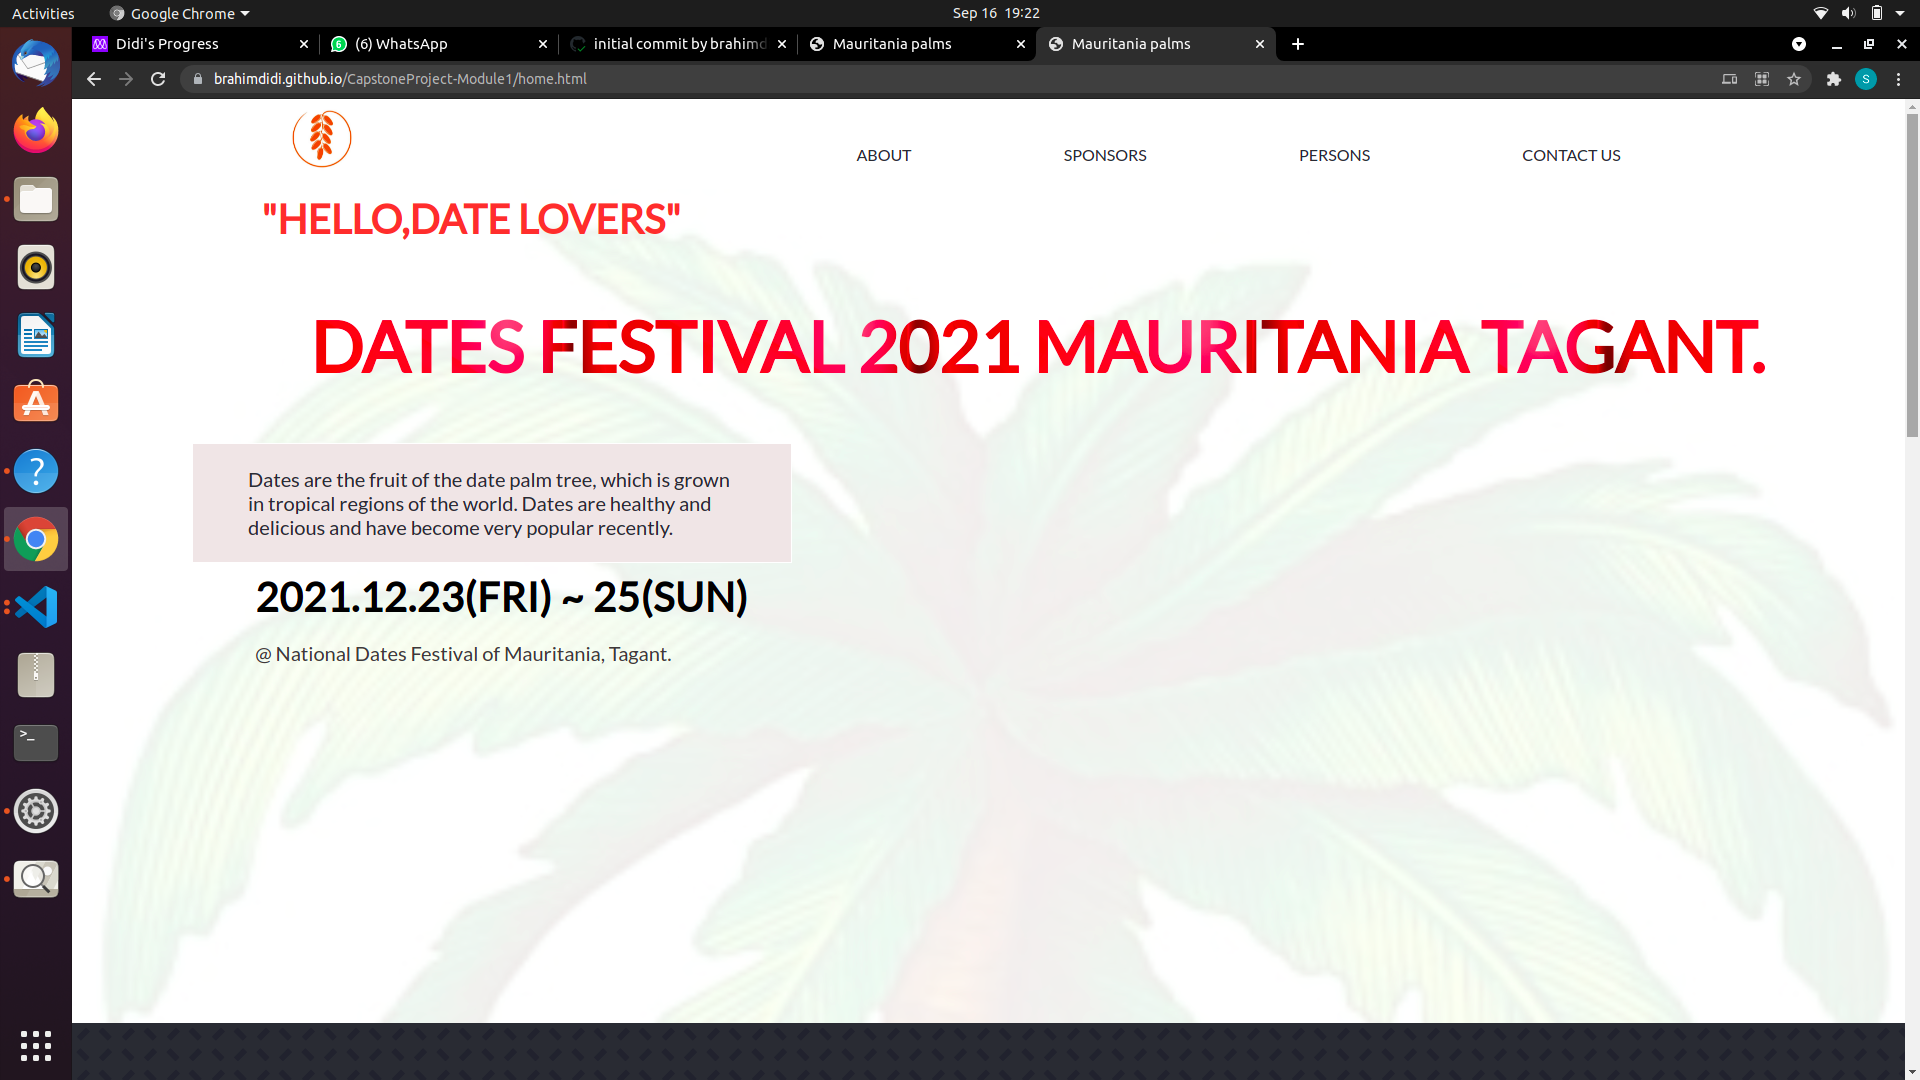 Activities
Google Chrome
Sep 16 19:22
Didi's Progress
(6) WhatsApp
initial commit by brahimd
Mauritania palms
Mauritania palms
brahimdidi.github.io/CapstoneProject-Module1/home.html
S
ABOUT
SPONSORS
PERSONS
CONTACT US
"HELLO,DATE LOVERS"
DATES FESTIVAL 2021 MAURITANIA TAGANT.
Dates are the fruit of the date palm tree, which is grown
in tropical regions of the world. Dates are healthy and
delicious and have become very popular recently.
2021.12.23(FRI) ~ 25(SUN)
@ National Dates Festival of Mauritania, Tagant.